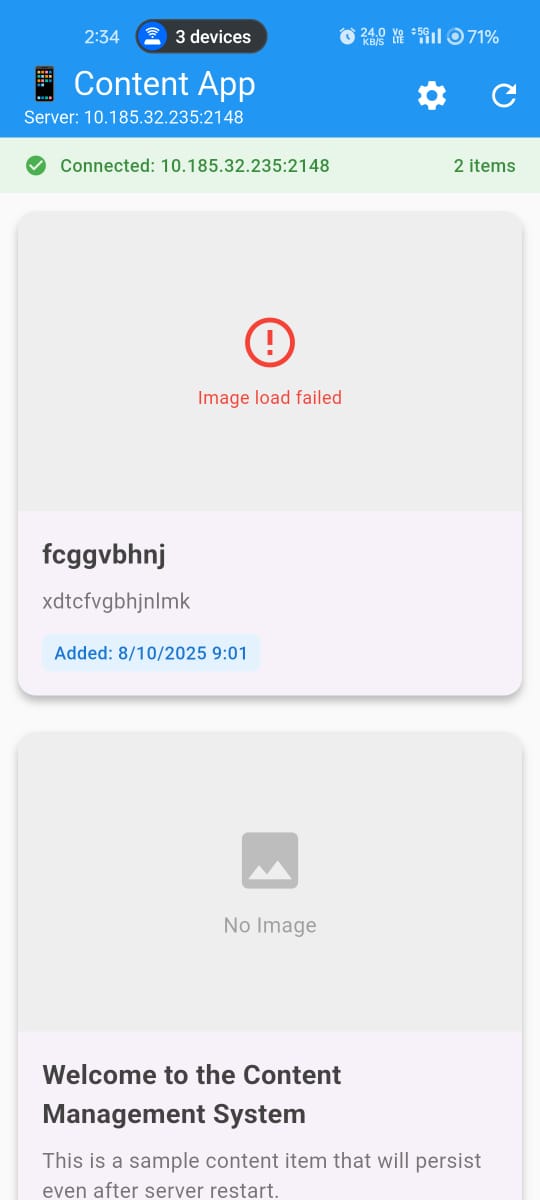 2:34 3 devices 24.0 KB/S Vo LTE 5G 71%
Content App
Server: 10.185.32.235:2148
Connected: 10.185.32.235:2148 2 items
Image load failed
fcggvbhnj
xdtcfvgbhjnlmk
Added: 8/10/2025 9:01
No Image
Welcome to the Content
Management System
This is a sample content item that will persist
even after server restart.